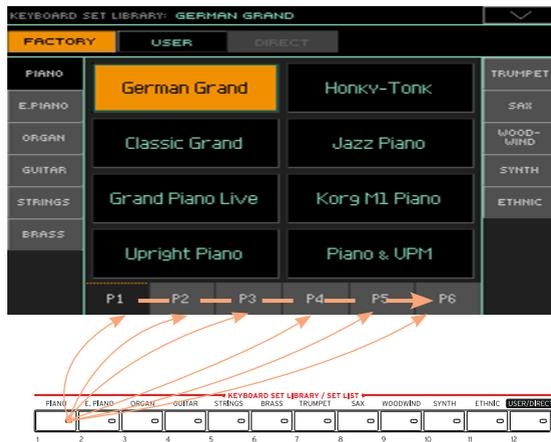 KEYBOARD SET LIBRARY: GERMAN GRAND
FACTORY USER DIRECT
PIANO
E.PIANO
ORGAN
GUITAR
STRINGS
BRASS
German Grand Honky-Tonk
Classic Grand Jazz Piano
Grand Piano Live Korg M1 Piano
Upright Piano Piano & VPM
TRUMPET
SAX
WOOD-
WIND
SYNTH
ETHNIC
P1 P2 P3 P4 P5 P6
KEYBOARD SET LIBRARY / SET LIST
PIANO E. PIANO ORGAN GUITAR STRINGS BRASS TRUMPET SAX WOODWIND SYNTH ETHNIC USER/DIRECT
1 2 3 4 5 6 7 8 9 10 11 12